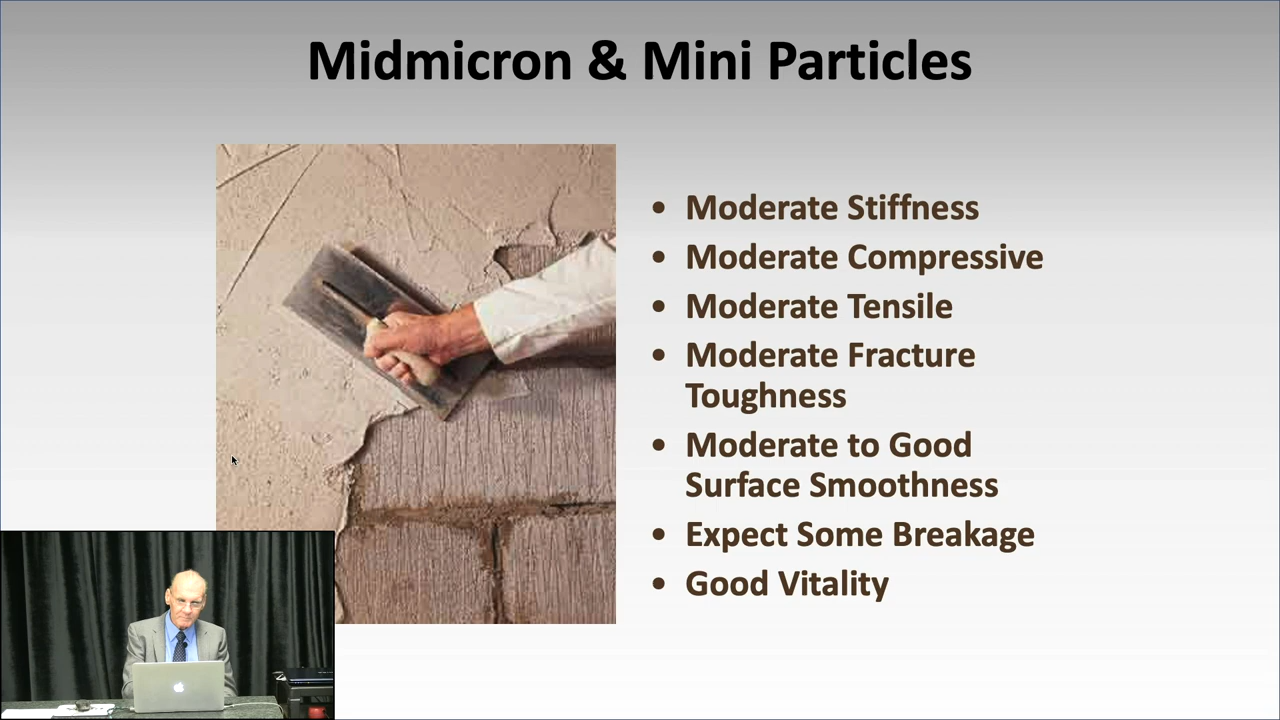 Midmicron & Mini Particles
• Moderate Stiffness
• Moderate Compressive
• Moderate Tensile
• Moderate Fracture
Toughness
• Moderate to Good
Surface Smoothness
• Expect Some Breakage
• Good Vitality